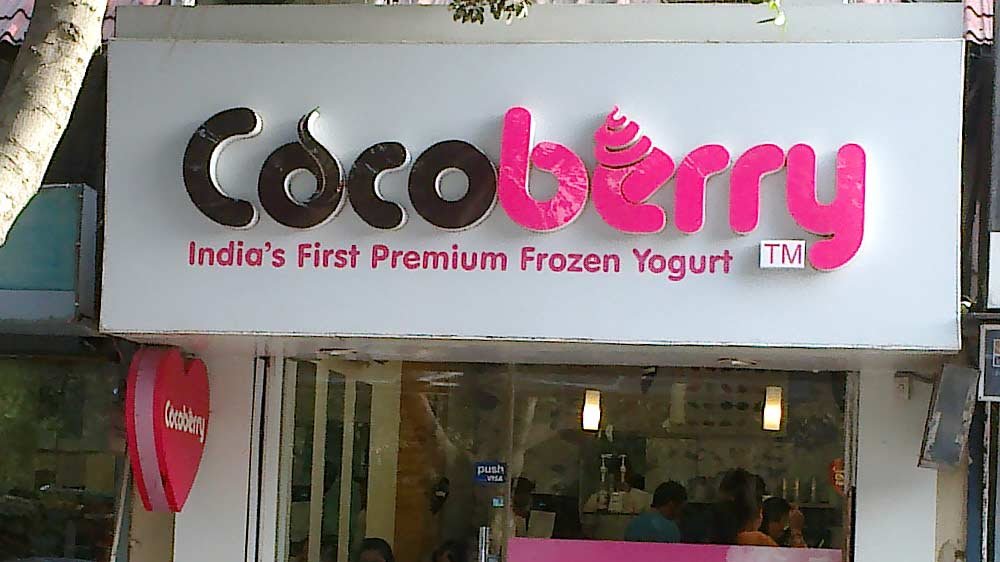 Cocoberry
India's First Premium Frozen Yogurt TM
Cocoberry
push
VISA